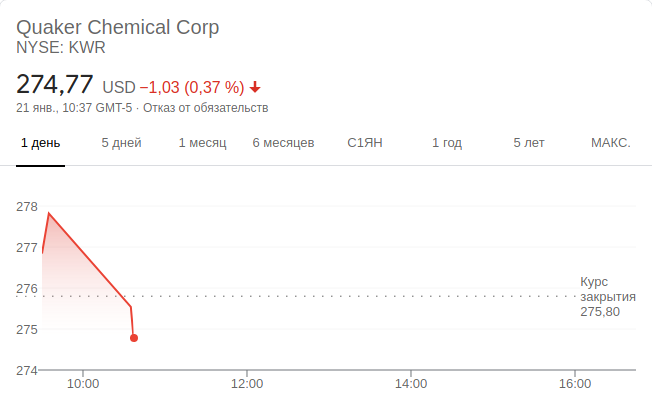 Quaker Chemical Corp
NYSE: KWR
274,77 USD −1,03 (0,37 %)
21 янв., 10:37 GMT-5 · Отказ от обязательств
1 день 5 дней 1 месяц 6 месяцев С1ЯН 1 год 5 лет МАКС.
278
277
276
275
274
Курс
закрытия
275,80
10:00 12:00 14:00 16:00